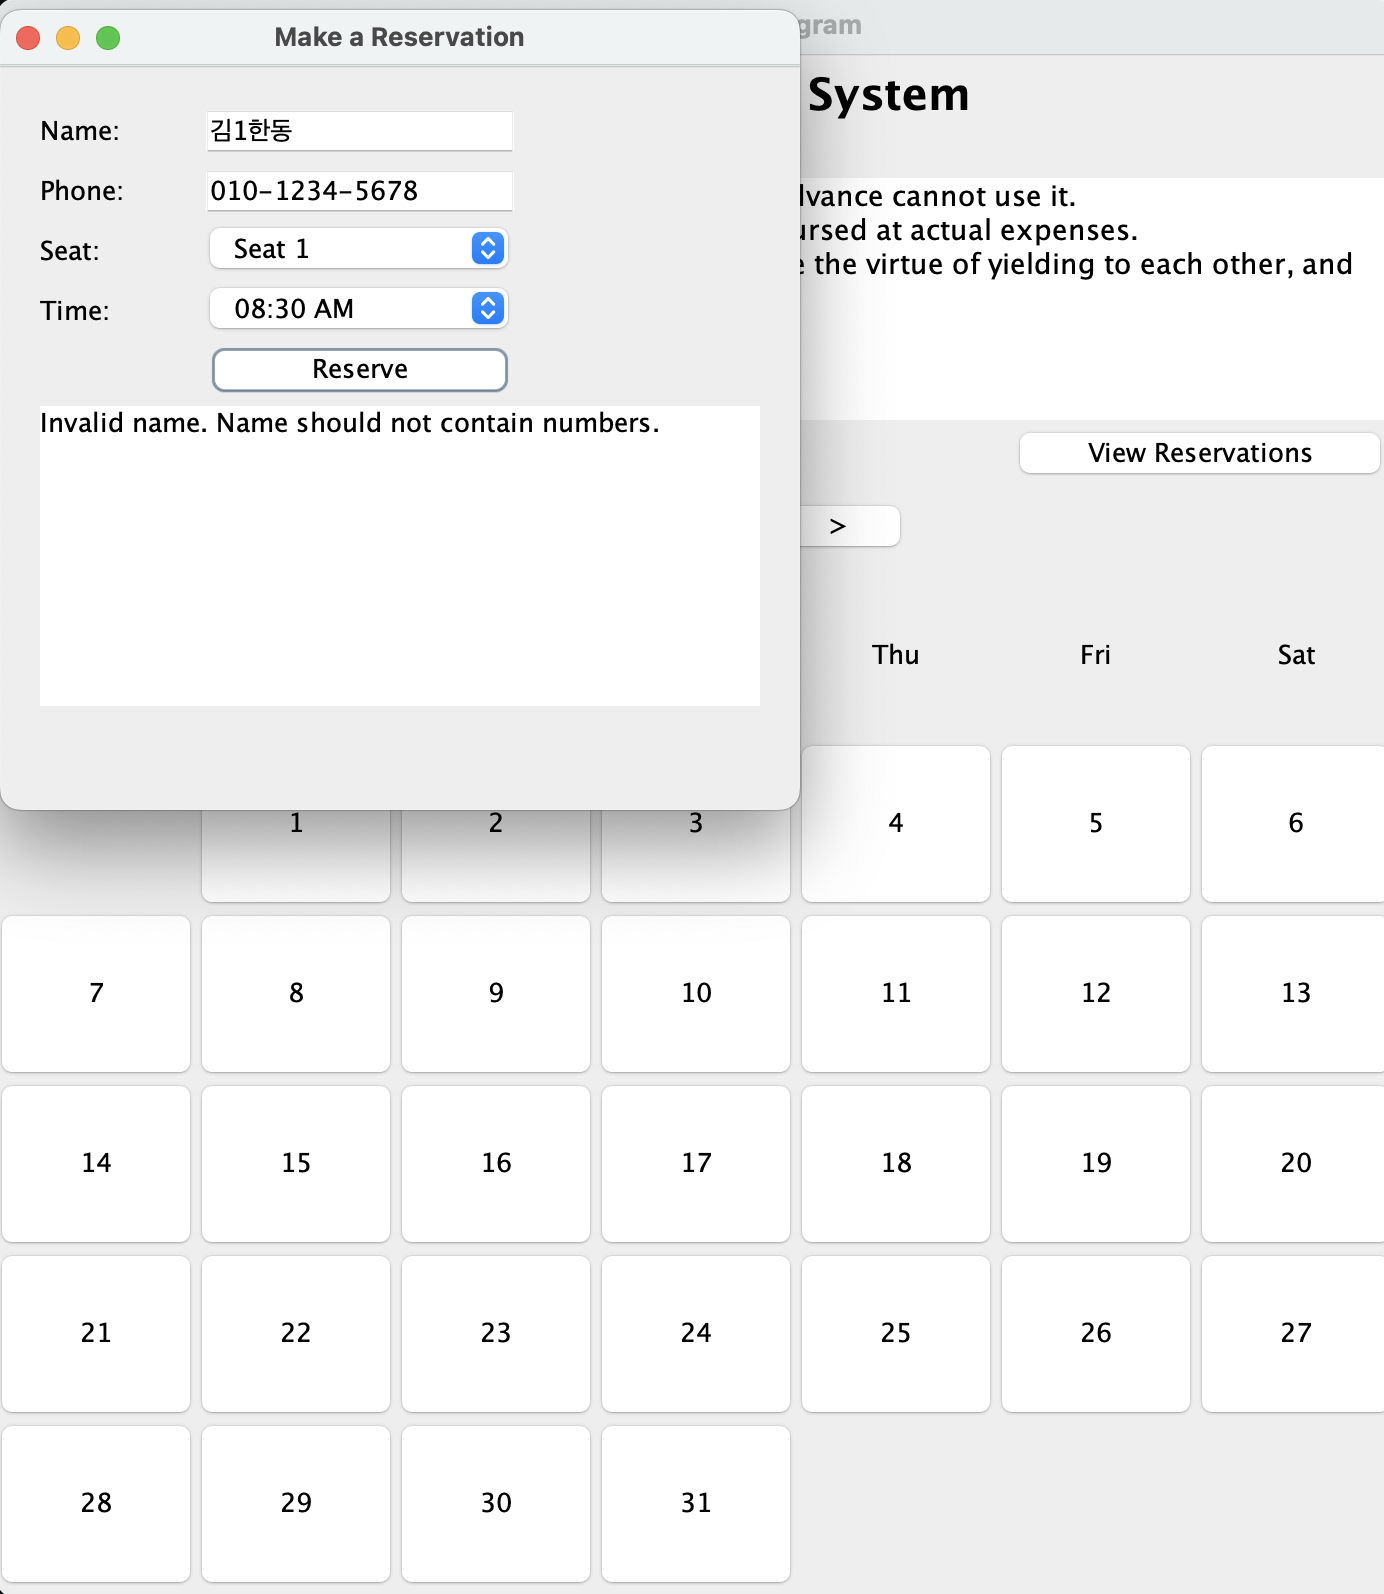 Make a Reservation
Name: 김1한동
Phone: 010-1234-5678
Seat: Seat 1
Time: 08:30 AM
Reserve
Invalid name. Name should not contain numbers.
System
cannot use it.
at actual expenses.
the virtue of yielding to each other, and
View Reservations
>
Thu Fri Sat
1 2 3 4 5 6
7 8 9 10 11 12 13
14 15 16 17 18 19 20
21 22 23 24 25 26 27
28 29 30 31